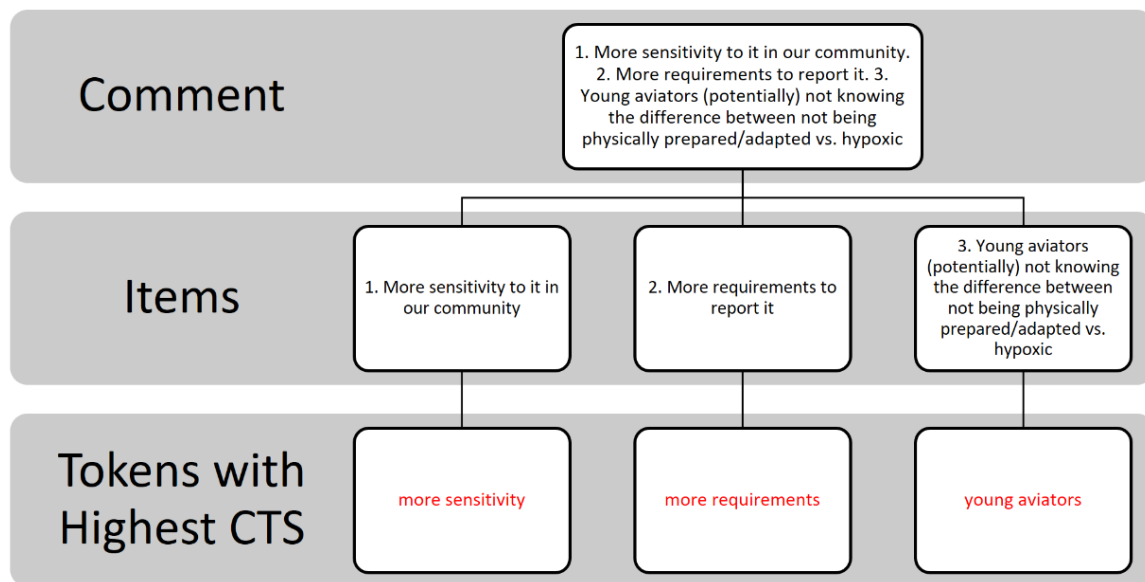 Comment
1. More sensitivity to it in our community.
2. More requirements to report it. 3.
Young aviators (potentially) not knowing
the difference between not being
physically prepared/adapted vs. hypoxic
Items
1. More sensitivity to it in
our community
2. More requirements to
report it
3. Young aviators
(potentially) not knowing
the difference between
not being physically
prepared/adapted vs.
hypoxic
Tokens with
Highest CTS
more sensitivity
more requirements
young aviators